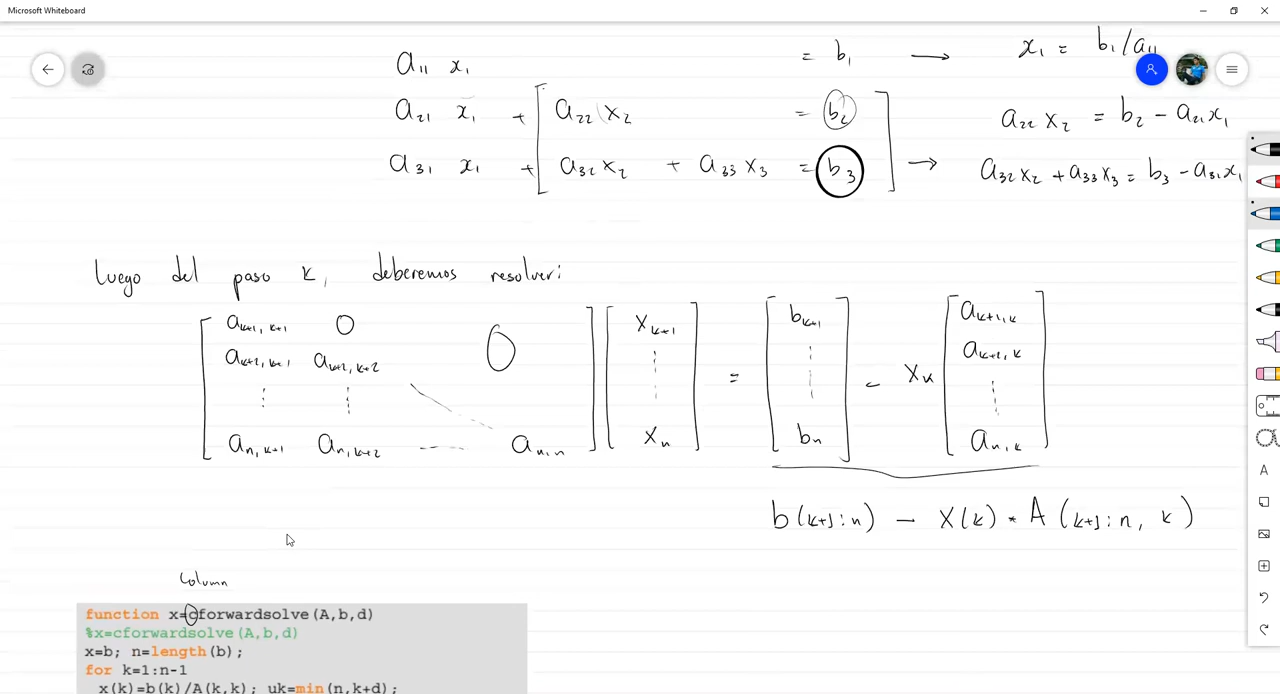 Microsoft Whiteboard
a11 x1 = b1 → x1 = b1/a11
a21 x1 + [ a22 x2 = b2 ] a22 x2 = b2 - a21 x1
a31 x1 + [ a32 x2 + a33 x3 = b3 ] → a32 x2 + a33 x3 = b3 - a31 x1
Luego del paso k, deberemos resolver:
ak+1,k+1 0 0 xk+1 bk+1 ak+1,k
ak+2,k+1 ak+2,k+2 ak+2,k
⋮ ⋮ ⋮ = ⋮ - xk ⋮
an,k+1 an,k+2 --- an,n xn bn an,k
b(k+1:n) - x(k) * A(k+1:n, k)
column
function x=cforwardsolve(A,b,d)
%x=cforwardsolve(A,b,d)
x=b; n=length(b);
for k=1:n-1
x(k)=b(k)/A(k,k); uk=min(n,k+d);
A